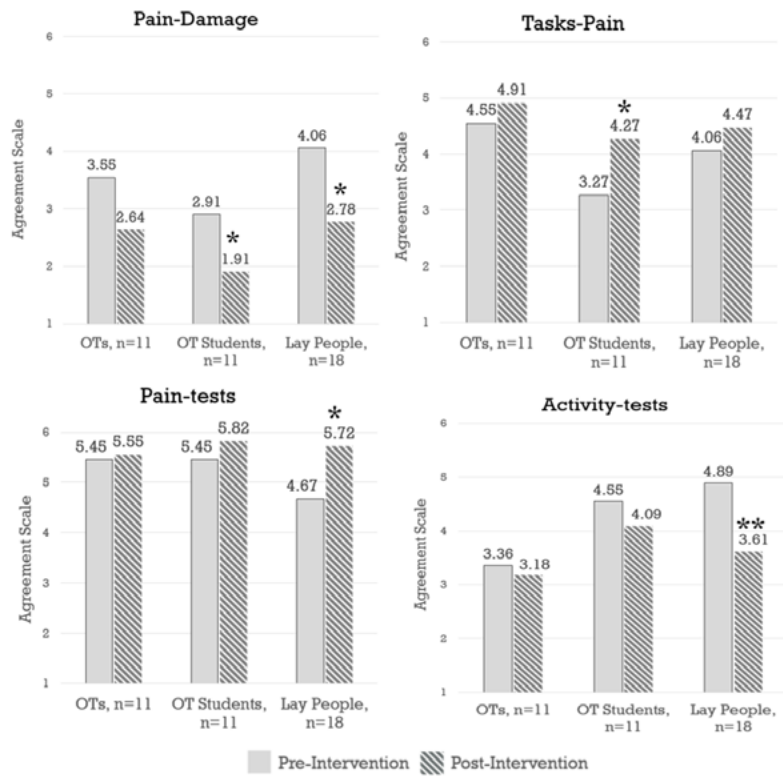 Pain-Damage
6
5
4
3
2
1
Agreement Scale
3.55
2.64
2.91
*
1.91
4.06
*
2.78
OTs, n=11
OT Students,
n=11
Lay People,
n=18
Tasks-Pain
6
5
4
3
2
1
Agreement Scale
4.55
4.91
3.27
*
4.27
4.06
4.47
OTs, n=11
OT Students,
n=11
Lay People,
n=18
Pain-tests
6
5
4
3
2
1
Agreement Scale
5.45
5.55
5.45
5.82
4.67
*
5.72
OTs, n=11
OT Students,
n=11
Lay People,
n=18
Activity-tests
6
5
4
3
2
1
Agreement Scale
3.36
3.18
4.55
4.09
4.89
**
3.61
OTs, n=11
OT Students,
n=11
Lay People,
n=18
Pre-Intervention
Post-Intervention